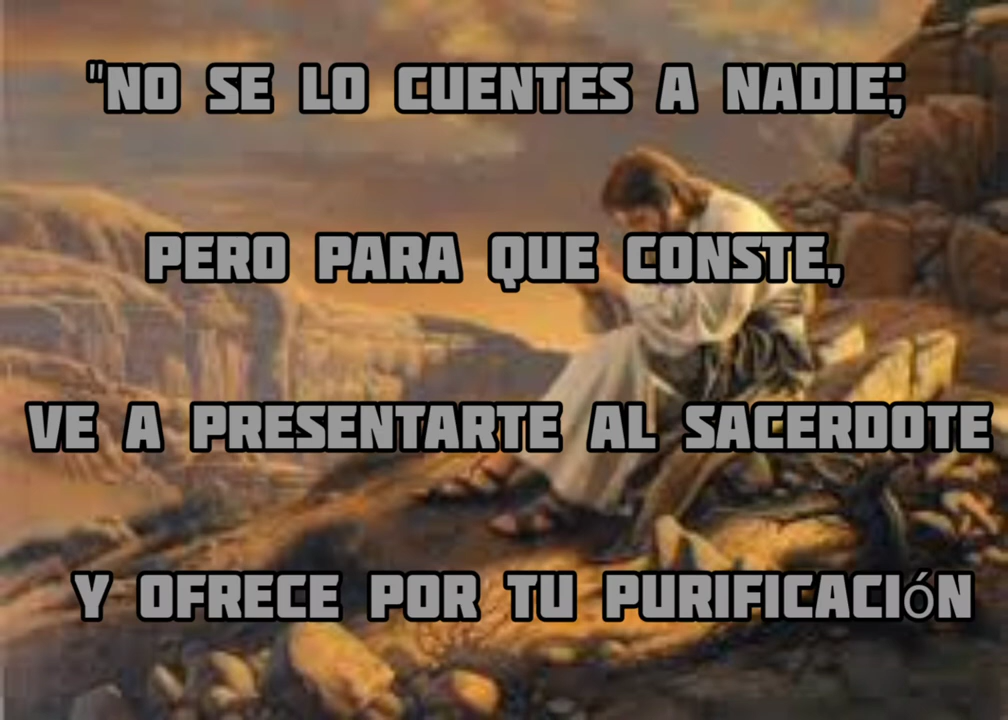 "NO SE LO CUENTES A NADIE;
PERO PARA QUE CONSTE,
VE A PRESENTARTE AL SACERDOTE
Y OFRECE POR TU PURIFICACIÓN